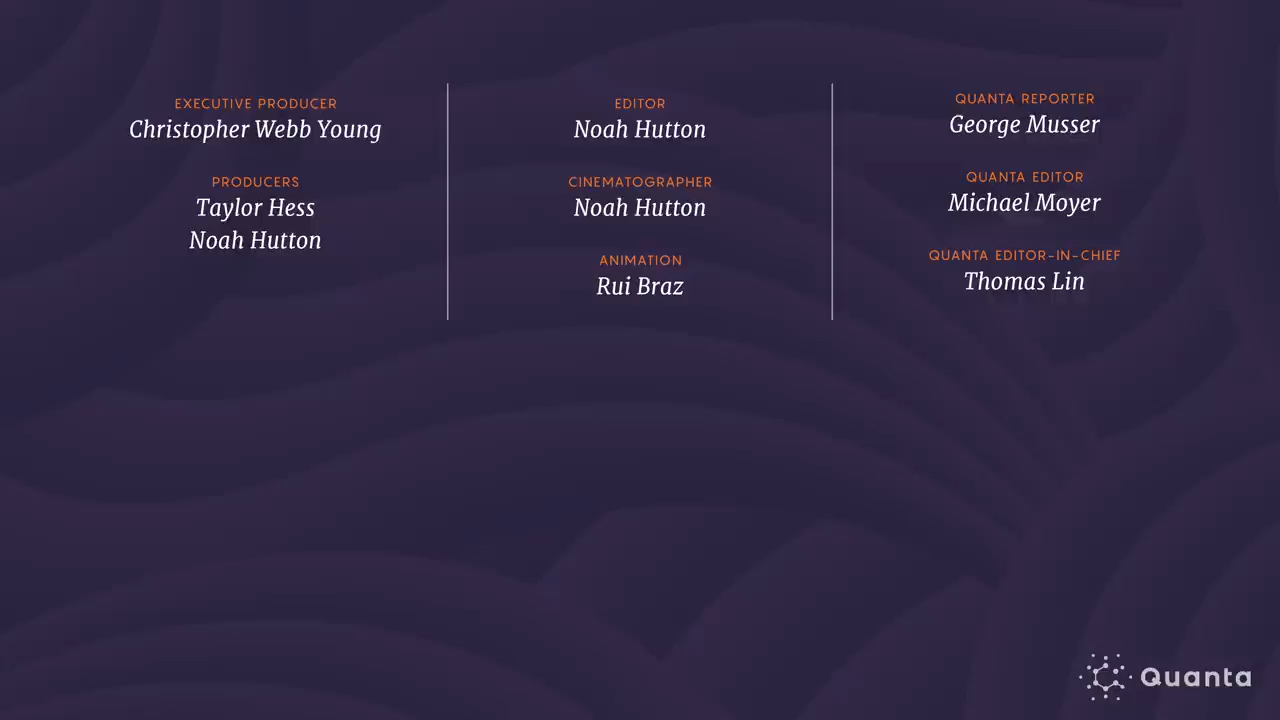 EXECUTIVE PRODUCER
Christopher Webb Young
PRODUCERS
Taylor Hess
Noah Hutton
EDITOR
Noah Hutton
CINEMATOGRAPHER
Noah Hutton
ANIMATION
Rui Braz
QUANTA REPORTER
George Musser
QUANTA EDITOR
Michael Moyer
QUANTA EDITOR-IN-CHIEF
Thomas Lin
Quanta